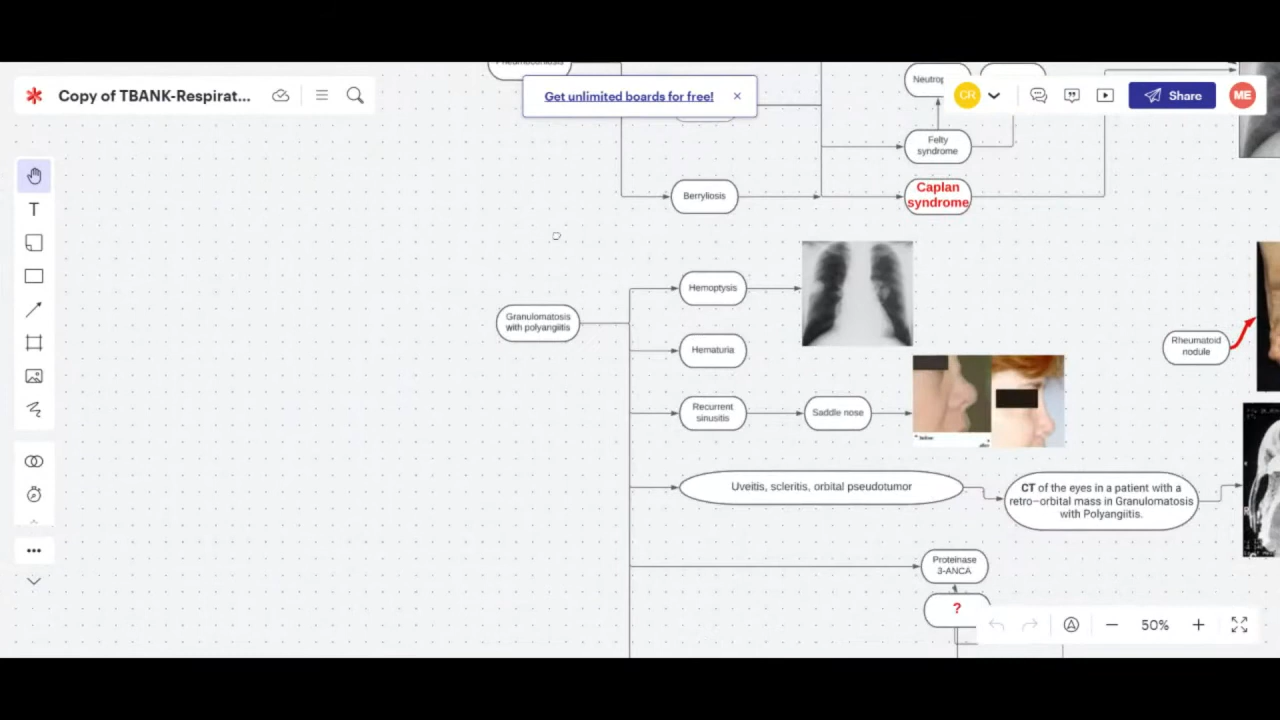 Copy of TBANK-Respirat...
Get unlimited boards for free!
CR
Share
ME
Felty
syndrome
Berryliosis
Caplan
syndrome
Granulomatosis
with polyangiitis
Hemoptysis
Hematuria
Recurrent
sinusitis
Saddle nose
Rheumatoid
nodule
Uveitis, scleritis, orbital pseudotumor
CT of the eyes in a patient with a
retro-orbital mass in Granulomatosis
with Polyangiitis.
Proteinase
3-ANCA
?
50%
T